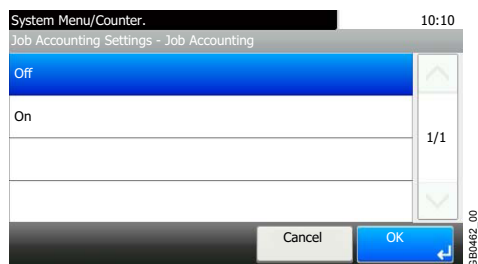 System Menu/Counter. 10:10
Job Accounting Settings - Job Accounting
Off
On
1/1
Cancel OK
GB0462_00